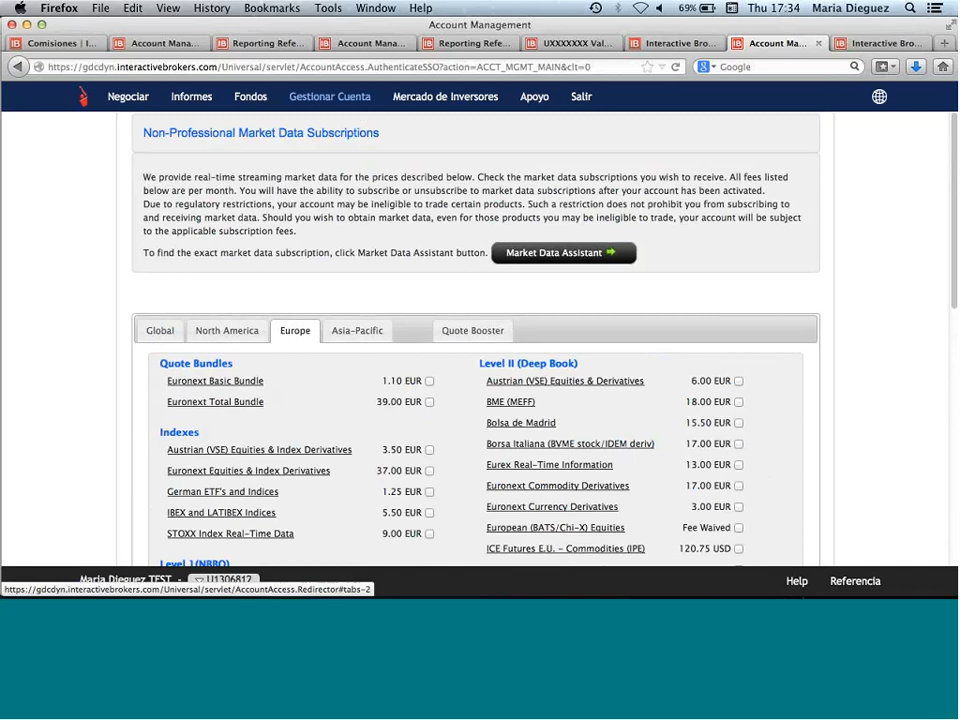 Firefox File Edit View History Bookmarks Tools Window Help 69% Thu 17:34 Maria Dieguez
Account Management
Comisiones | I... Account Mana... Reporting Refe... Account Mana... Reporting Refe... UXXXXXXX Val... Interactive Bro... Account Ma... Interactive Bro...
https://gdcdyn.interactivebrokers.com/Universal/servlet/AccountAccess.AuthenticateSSO?action=ACCT_MGMT_MAIN&clt=0 Google
Negociar Informes Fondos Gestionar Cuenta Mercado de Inversores Apoyo Salir
Non-Professional Market Data Subscriptions
We provide real-time streaming market data for the prices described below. Check the market data subscriptions you wish to receive. All fees listed
below are per month. You will have the ability to subscribe or unsubscribe to market data subscriptions after your account has been activated.
Due to regulatory restrictions, your account may be ineligible to trade certain products. Such a restriction does not prohibit you from subscribing to
and receiving market data. Should you wish to obtain market data, even for those products you may be ineligible to trade, your account will be subject
to the applicable subscription fees.
To find the exact market data subscription, click Market Data Assistant button. Market Data Assistant
Global North America Europe Asia-Pacific Quote Booster
Quote Bundles
Euronext Basic Bundle 1.10 EUR
Euronext Total Bundle 39.00 EUR
Indexes
Austrian (VSE) Equities & Index Derivatives 3.50 EUR
Euronext Equities & Index Derivatives 37.00 EUR
German ETF's and Indices 1.25 EUR
IBEX and LATIBEX Indices 5.50 EUR
STOXX Index Real-Time Data 9.00 EUR
Level I (NBBO)
Level II (Deep Book)
Austrian (VSE) Equities & Derivatives 6.00 EUR
BME (MEFF) 18.00 EUR
Bolsa de Madrid 15.50 EUR
Borsa Italiana (BVME stock/IDEM deriv) 17.00 EUR
Eurex Real-Time Information 13.00 EUR
Euronext Commodity Derivatives 17.00 EUR
Euronext Currency Derivatives 3.00 EUR
European (BATS/Chi-X) Equities Fee Waived
ICE Futures E.U. - Commodities (IPE) 120.75 USD
Maria Dieguez TEST - U1306812 Help Referencia
https://gdcdyn.interactivebrokers.com/Universal/servlet/AccountAccess.Redirector#tabs-2